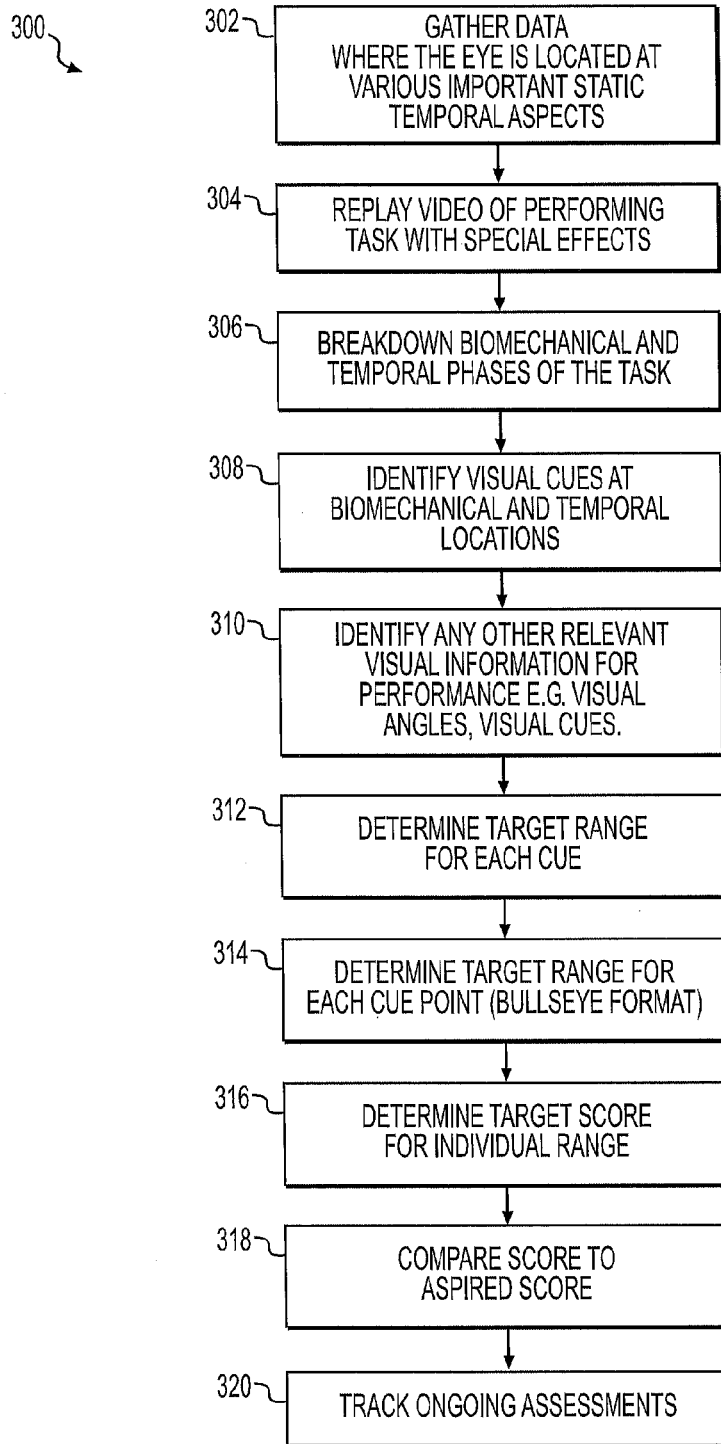 300
302
GATHER DATA
WHERE THE EYE IS LOCATED AT
VARIOUS IMPORTANT STATIC
TEMPORAL ASPECTS
304
REPLAY VIDEO OF PERFORMING
TASK WITH SPECIAL EFFECTS
306
BREAKDOWN BIOMECHANICAL AND
TEMPORAL PHASES OF THE TASK
308
IDENTIFY VISUAL CUES AT
BIOMECHANICAL AND TEMPORAL
LOCATIONS
310
IDENTIFY ANY OTHER RELEVANT
VISUAL INFORMATION FOR
PERFORMANCE E.G. VISUAL
ANGLES, VISUAL CUES.
312
DETERMINE TARGET RANGE
FOR EACH CUE
314
DETERMINE TARGET RANGE FOR
EACH CUE POINT (BULLSEYE FORMAT)
316
DETERMINE TARGET SCORE
FOR INDIVIDUAL RANGE
318
COMPARE SCORE TO
ASPIRED SCORE
320
TRACK ONGOING ASSESSMENTS